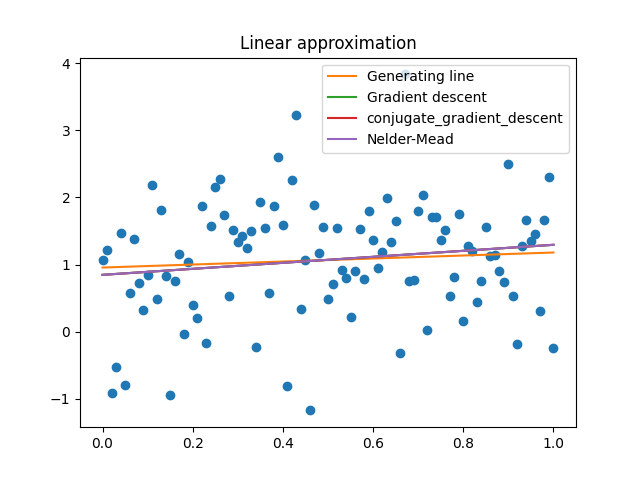 Linear approximation
Generating line
Gradient descent
conjugate_gradient_descent
Nelder-Mead
4
3
2
1
0
−1
0.0 0.2 0.4 0.6 0.8 1.0